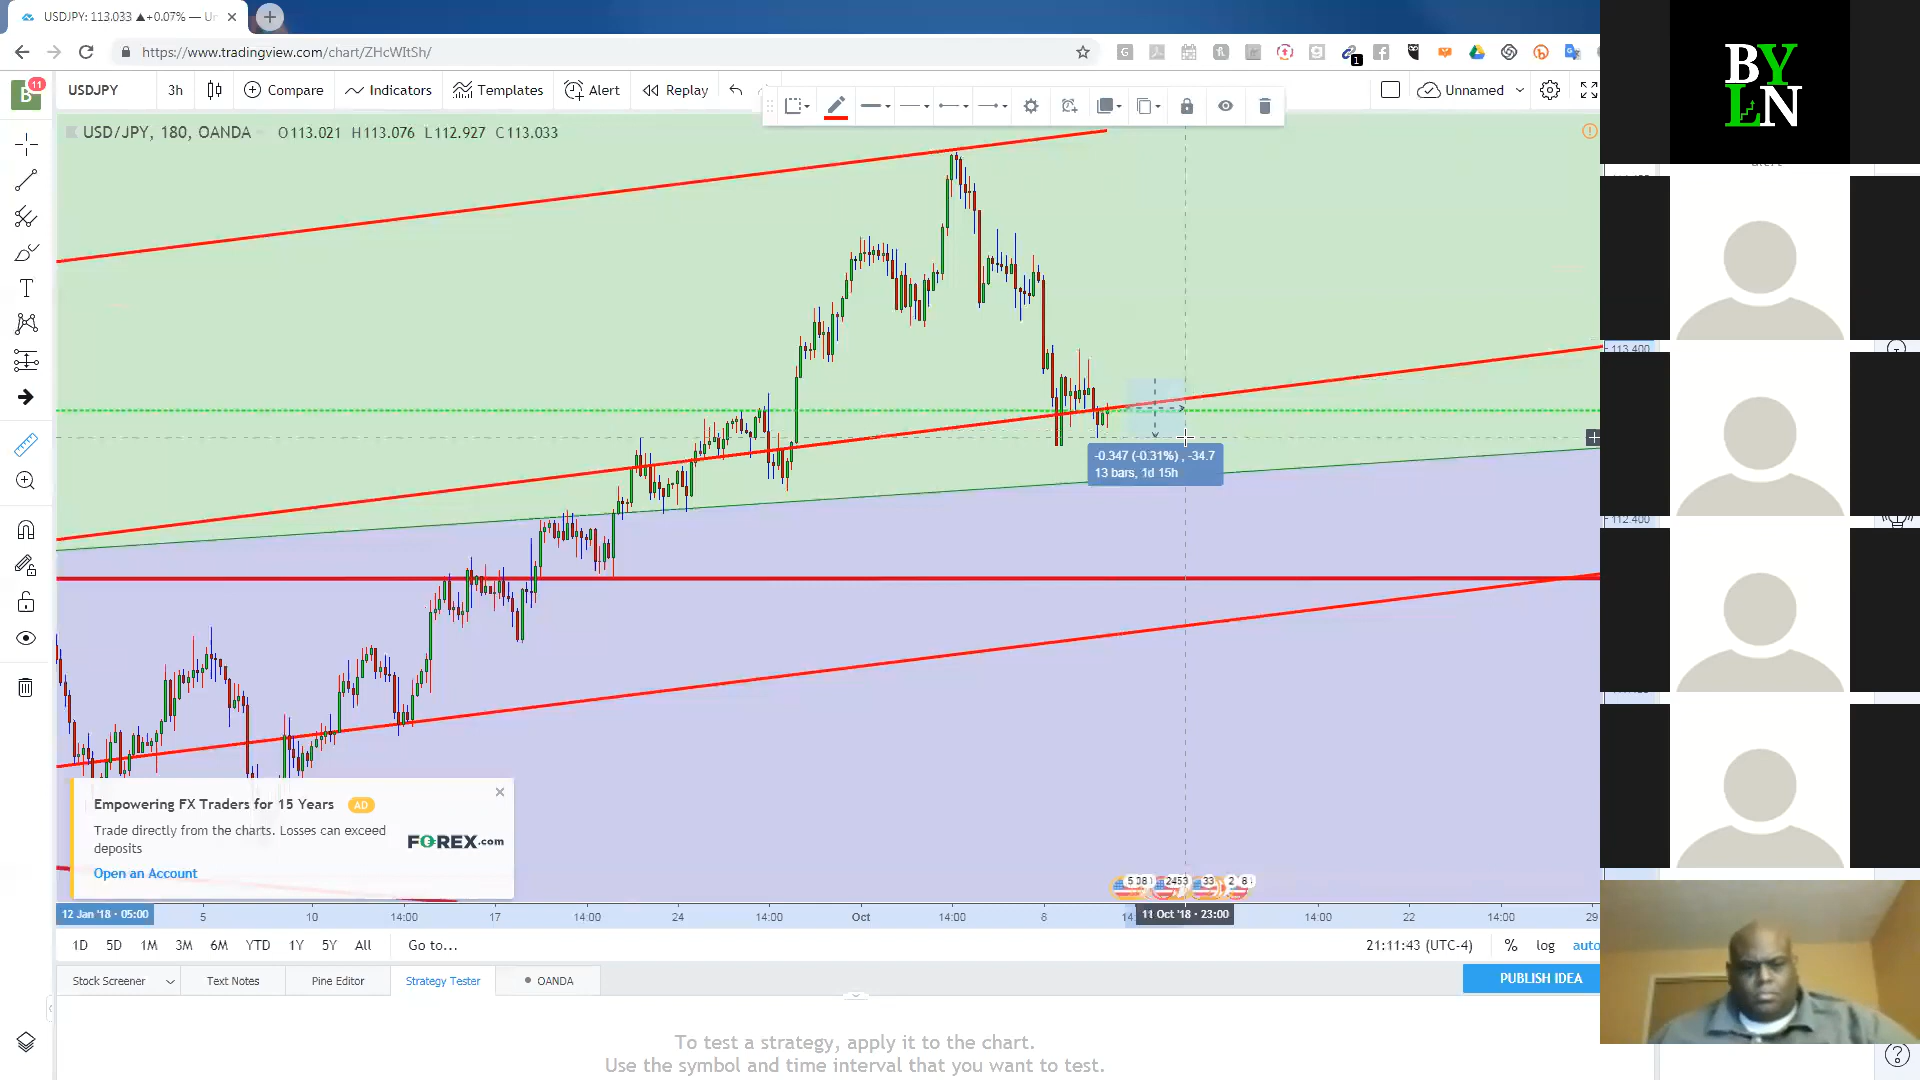 USDJPY: 113.033 ▲+0.07% — Un
https://www.tradingview.com/chart/ZHcWItSh/
1
11
B
USDJPY
3h
Compare
Indicators
Templates
Alert
Replay
Unnamed
USD/JPY, 180, OANDA O113.021 H113.076 L112.927 C113.033
BY
LN
113.400
-0.347 (-0.31%) , -34.7
13 bars, 1d 15h
112.400
Empowering FX Traders for 15 Years AD
Trade directly from the charts. Losses can exceed
deposits
FOREX.com
Open an Account
12 Jan '18 - 05:00
5
10
14:00
17
14:00
24
14:00
Oct
14:00
8
11 Oct '18 - 23:00
14:00
22
14:00
29
1D 5D 1M 3M 6M YTD 1Y 5Y All Go to...
21:11:43 (UTC-4) % log auto
Stock Screener
Text Notes
Pine Editor
Strategy Tester
OANDA
PUBLISH IDEA
To test a strategy, apply it to the chart.
Use the symbol and time interval that you want to test.